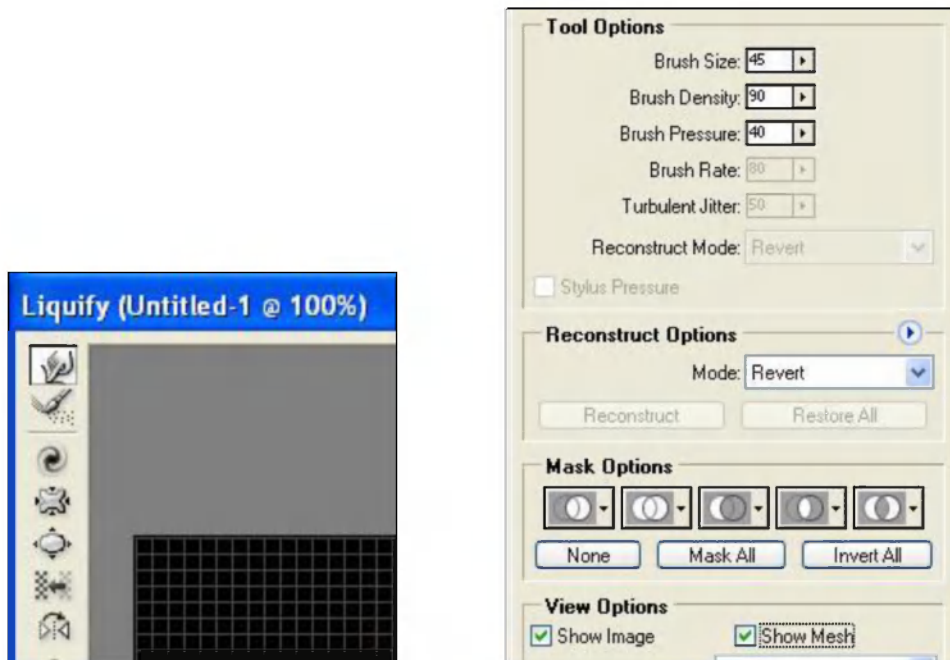 Liquify (Untitled-1 @ 100%)
Tool Options
Brush Size: 45
Brush Density: 90
Brush Pressure: 40
Brush Rate: 80
Turbulent Jitter: 50
Reconstruct Mode: Revert
Stylus Pressure
Reconstruct Options
Mode: Revert
Reconstruct Restore All
Mask Options
None Mask All Invert All
View Options
Show Image Show Mesh